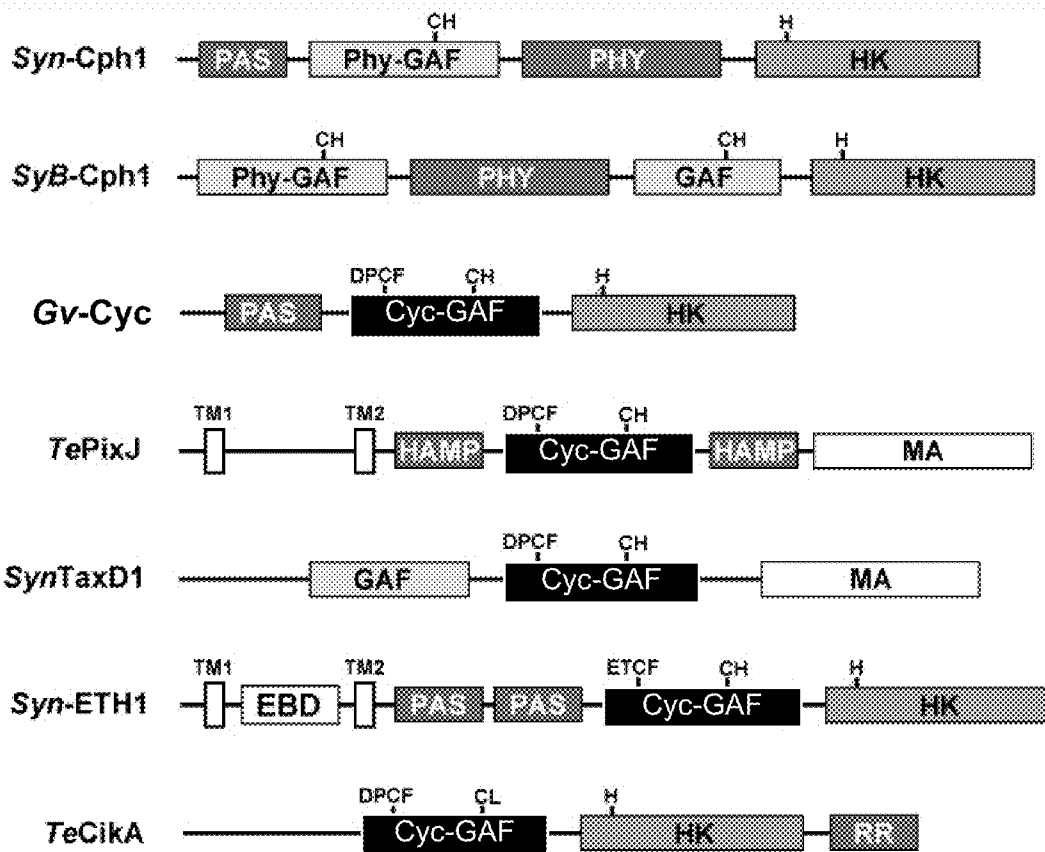 CH H
Syn-Cph1 PAS Phy-GAF PHY HK
CH CH H
SyB-Cph1 Phy-GAF PHY GAF HK
DPCF CH H
Gv-Cyc PAS Cyc-GAF HK
TM1 TM2 DPCF CH
TePixJ HAMP Cyc-GAF HAMP MA
DPCF CH
SynTaxD1 GAF Cyc-GAF MA
TM1 TM2 ETCF CH H
Syn-ETH1 EBD PAS PAS Cyc-GAF HK
DPCF CL H
TeCikA Cyc-GAF HK RR